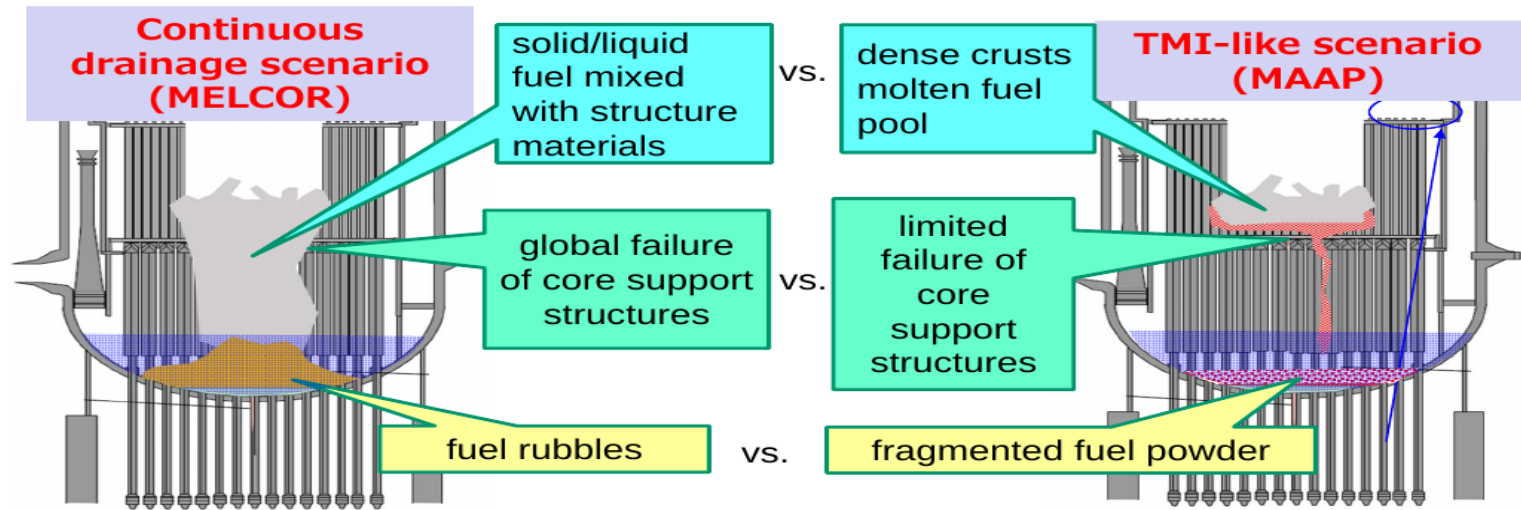 Continuous
drainage scenario
(MELCOR)
solid/liquid
fuel mixed
with structure
materials
vs.
dense crusts
molten fuel
pool
TMI-like scenario
(MAAP)
global failure
of core support
structures
vs.
limited
failure of
core
support
structures
fuel rubbles
vs.
fragmented fuel powder